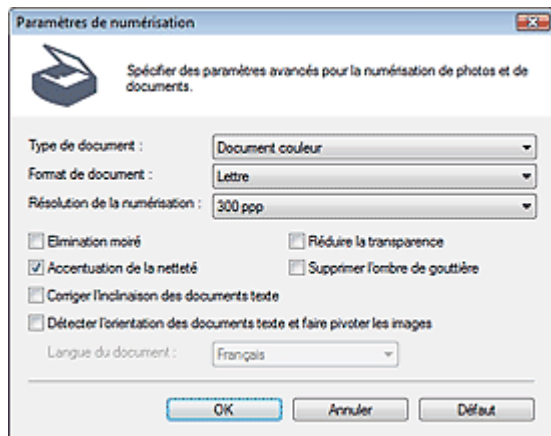 Paramètres de numérisation
Spécifier des paramètres avancés pour la numérisation de photos et de
documents.
Type de document :
Document couleur
Format de document :
Lettre
Résolution de la numérisation :
300 ppp
Elimination moiré
Réduire la transparence
Accentuation de la netteté
Supprimer l'ombre de gouttière
Corriger l'inclinaison des documents texte
Détecter l'orientation des documents texte et faire pivoter les images
Langue du document :
Français
OK
Annuler
Défaut